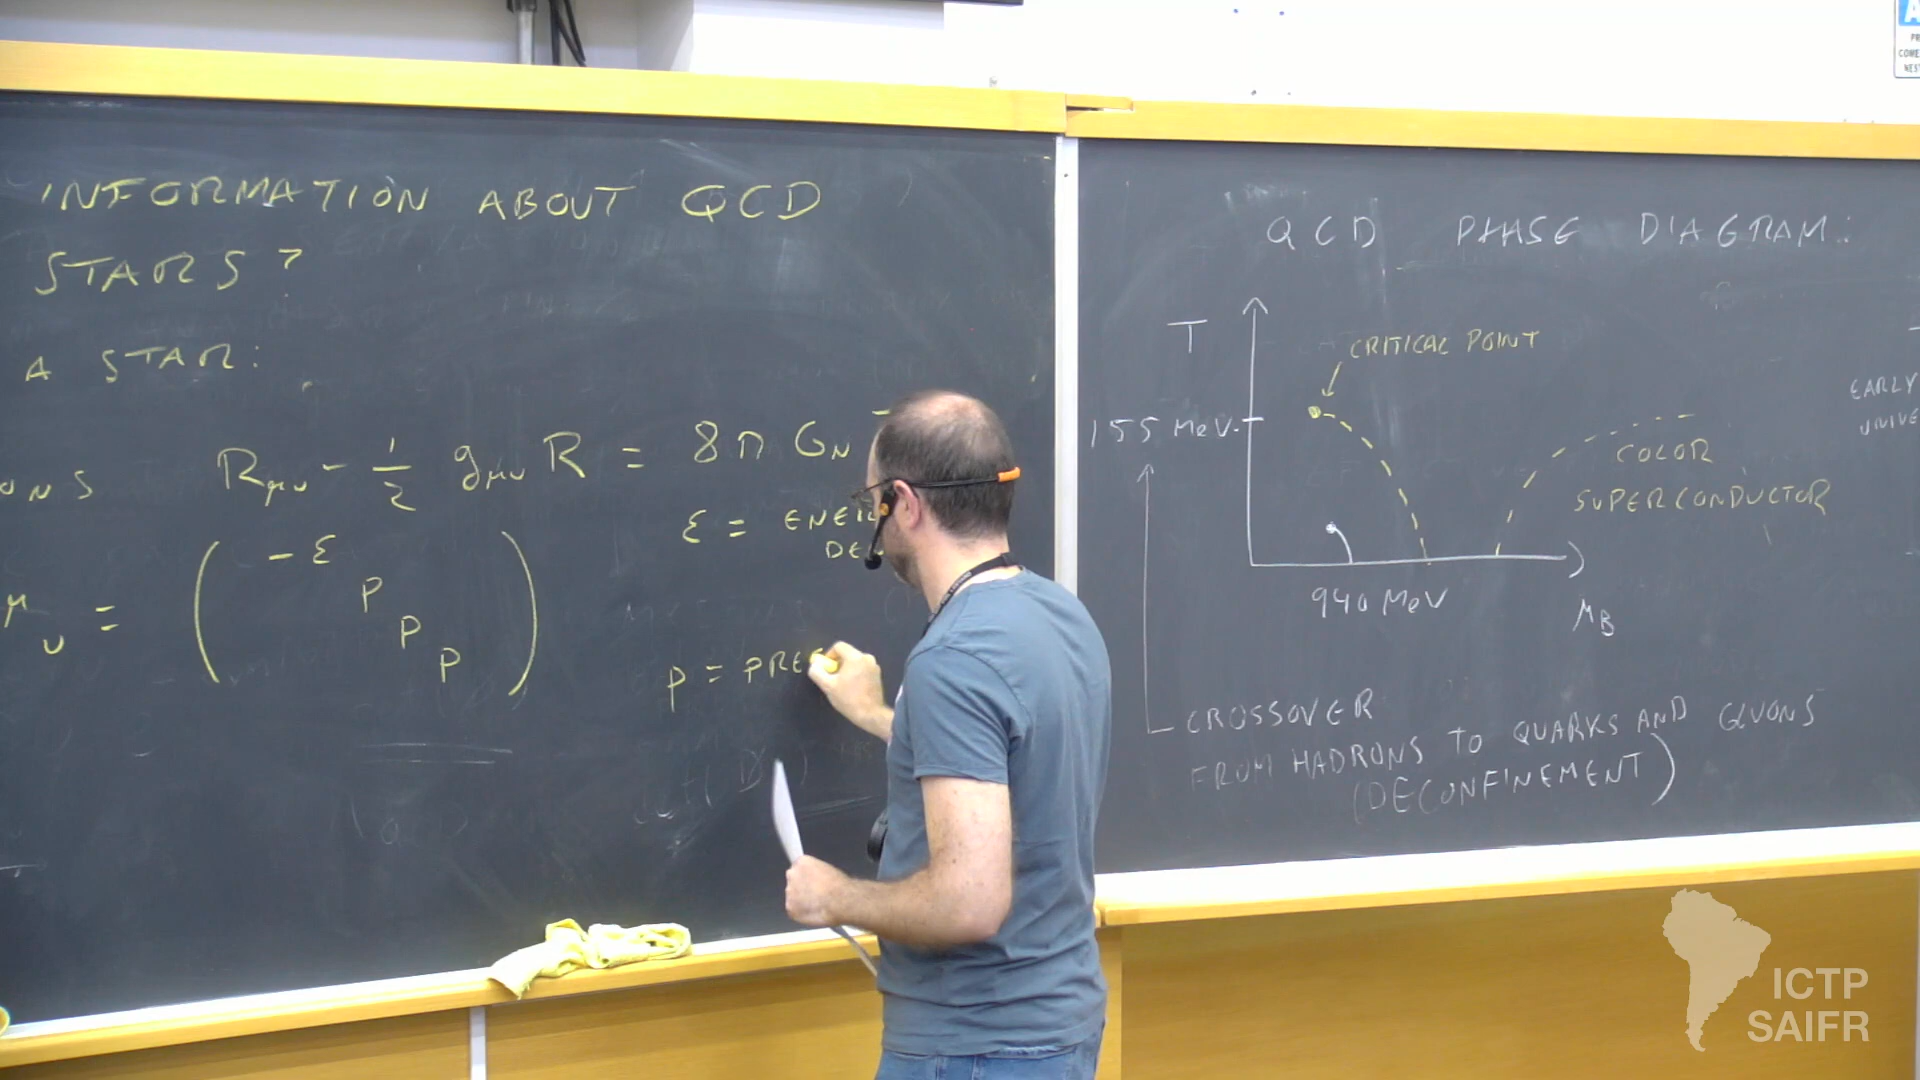 INFORMATION ABOUT QCD
STARS?
A STAR:
ONS Rμν - 1/2 gμν R = 8π GN
ε = ENER
DE
μ ν = ( -ε P P P )
P = PRES
QCD PHASE DIAGRAM:
T
CRITICAL POINT
155 MeV
COLOR
SUPERCONDUCTOR
940 MeV
μB
CROSSOVER
FROM HADRONS TO QUARKS AND GLUONS
(DECONFINEMENT)
EARLY
UNIVE
ICTP
SAIFR